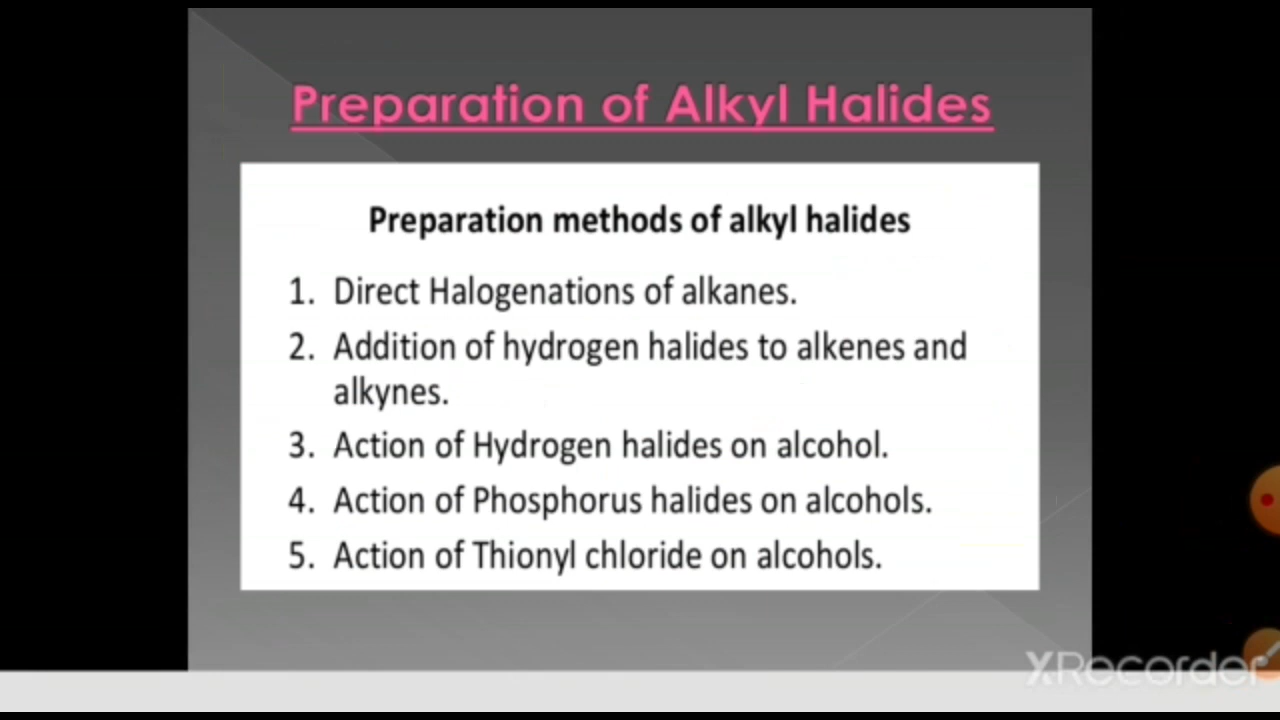 Preparation of Alkyl Halides
Preparation methods of alkyl halides
1. Direct Halogenations of alkanes.
2. Addition of hydrogen halides to alkenes and
alkynes.
3. Action of Hydrogen halides on alcohol.
4. Action of Phosphorus halides on alcohols.
5. Action of Thionyl chloride on alcohols.
XRecorder